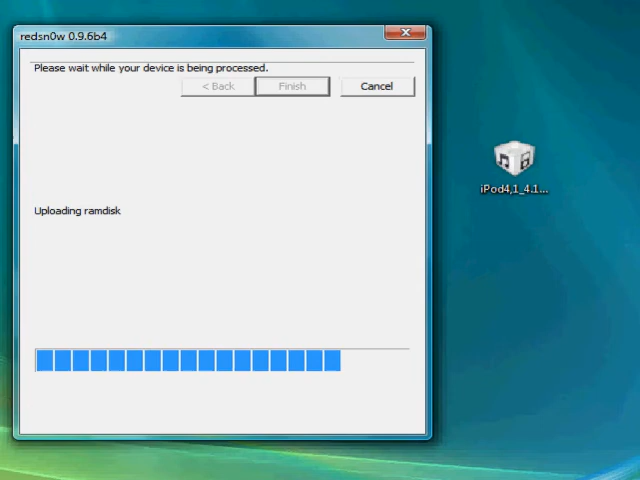 redsn0w 0.9.6b4
Please wait while your device is being processed.
< Back
Finish
Cancel
iPod4,1_4.1...
Uploading ramdisk